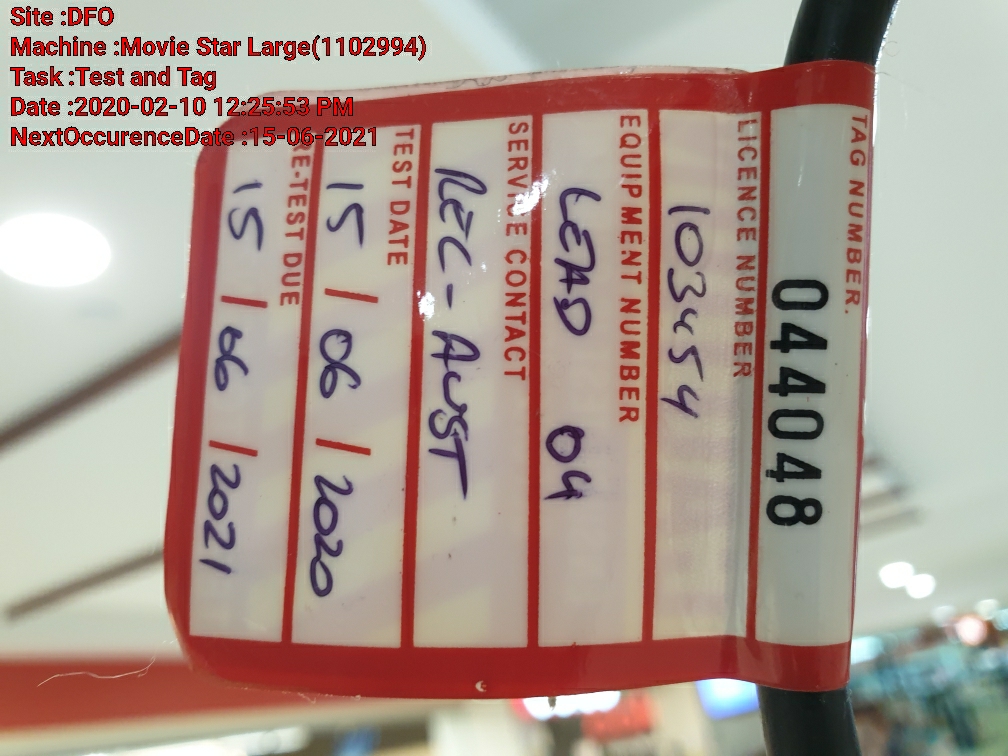 Site :DFO
Machine :Movie Star Large(1102994)
Task :Test and Tag
Date :2020-02-10 12:25:53 PM
NextOccurenceDate :15-06-2021
TAG NUMBER.
044048
LICENCE NUMBER
103454
EQUIPMENT NUMBER
LEAD 04
SERVICE CONTACT
REC-AUST
TEST DATE
15 / 06 / 2020
RE-TEST DUE
15 / 06 / 2021